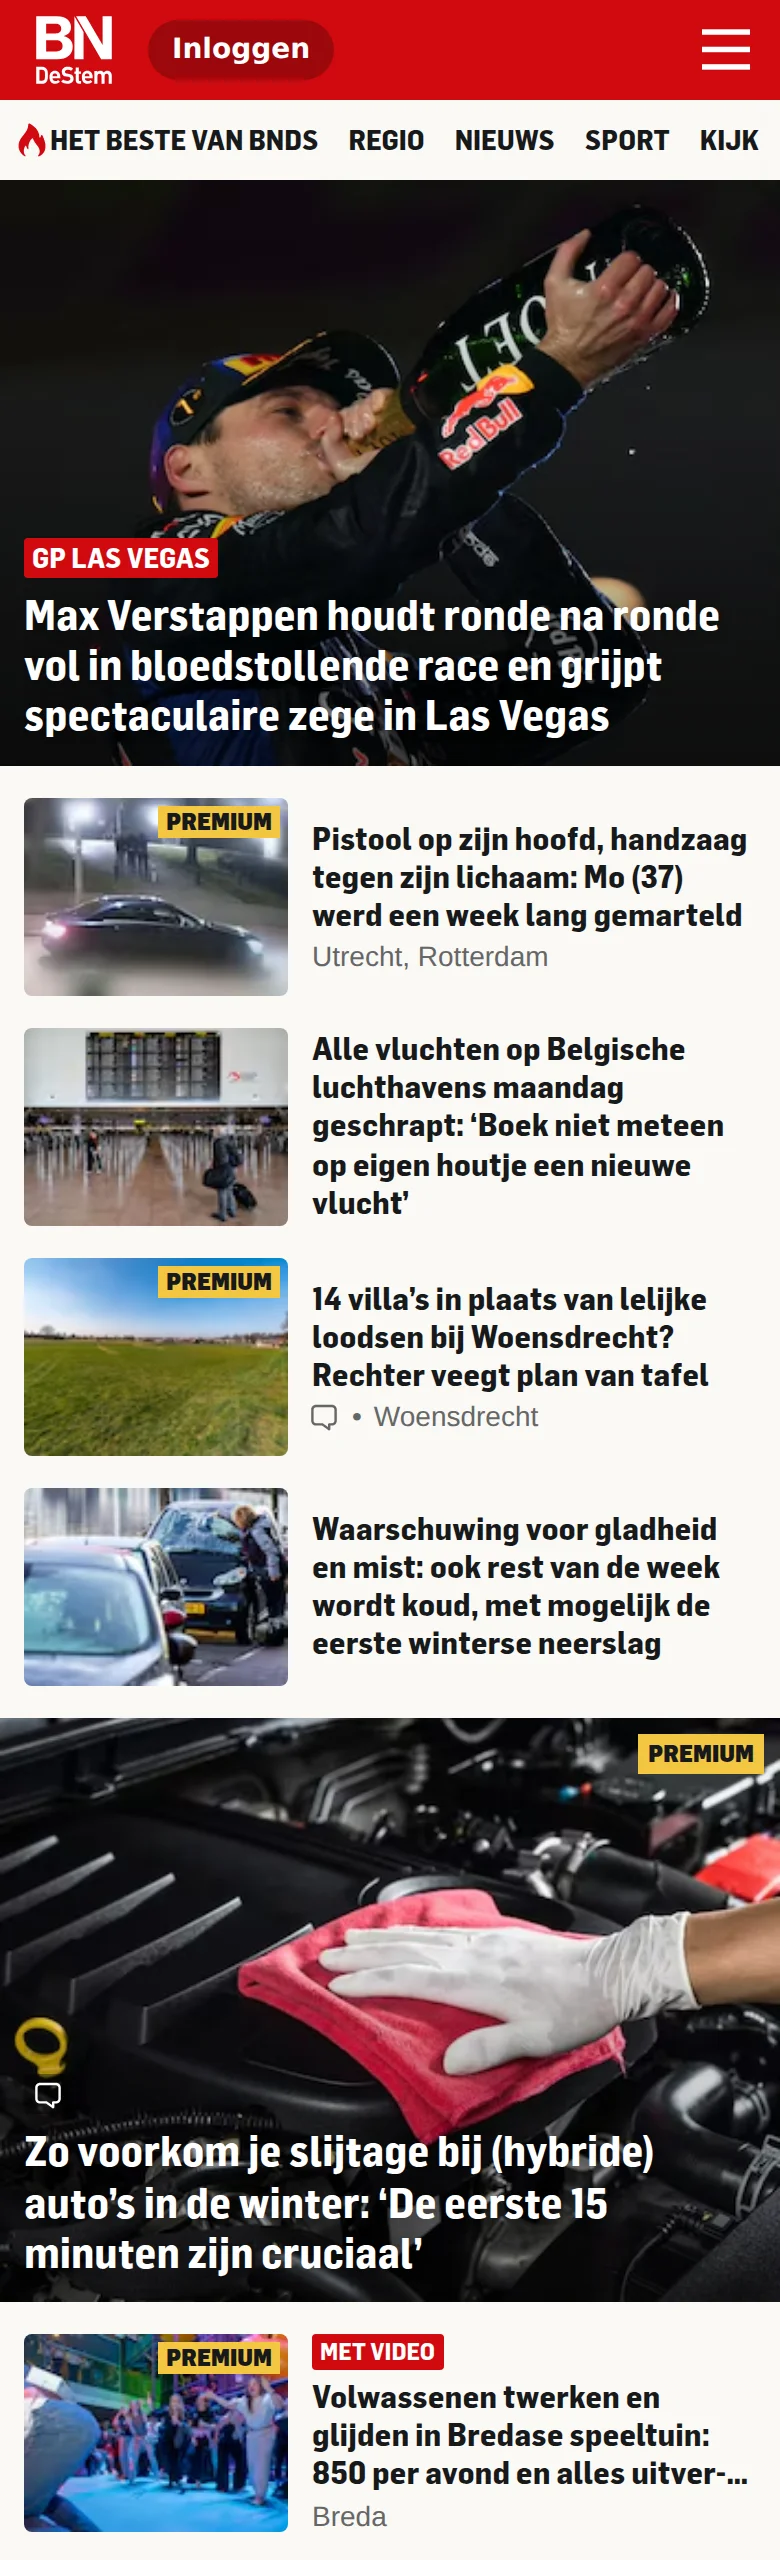 BN
DeStem
Inloggen
HET BESTE VAN BNDS REGIO NIEUWS SPORT KIJK
Red Bull
GP LAS VEGAS
Max Verstappen houdt ronde na ronde
vol in bloedstollende race en grijpt
spectaculaire zege in Las Vegas
PREMIUM
Pistool op zijn hoofd, handzaag
tegen zijn lichaam: Mo (37)
werd een week lang gemarteld
Utrecht, Rotterdam
Alle vluchten op Belgische
luchthavens maandag
geschrapt: ‘Boek niet meteen
op eigen houtje een nieuwe
vlucht’
PREMIUM
14 villa’s in plaats van lelijke
loodsen bij Woensdrecht?
Rechter veegt plan van tafel
• Woensdrecht
Waarschuwing voor gladheid
en mist: ook rest van de week
wordt koud, met mogelijk de
eerste winterse neerslag
PREMIUM
Zo voorkom je slijtage bij (hybride)
auto’s in de winter: ‘De eerste 15
minuten zijn cruciaal’
PREMIUM
MET VIDEO
Volwassenen twerken en
glijden in Bredase speeltuin:
850 per avond en alles uitver-...
Breda